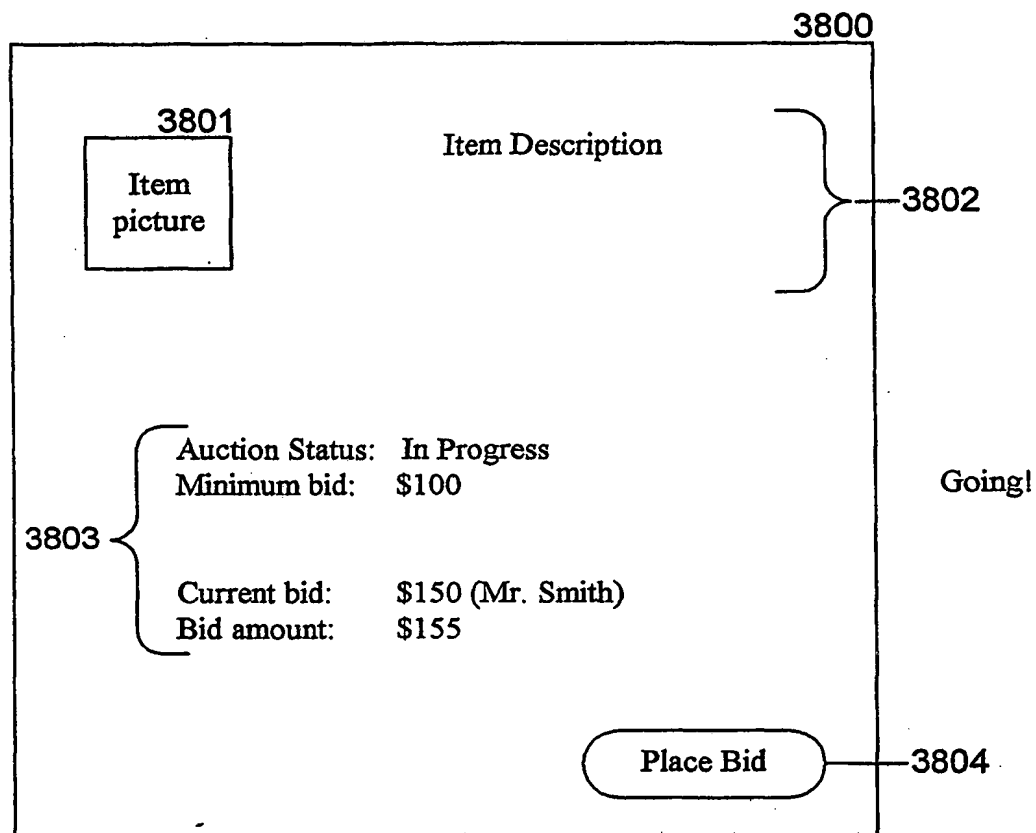 3800
3801
Item Description
Item
picture
3802
Auction Status: In Progress
Minimum bid: $100
Going!
3803
Current bid: $150 (Mr. Smith)
Bid amount: $155
Place Bid
3804